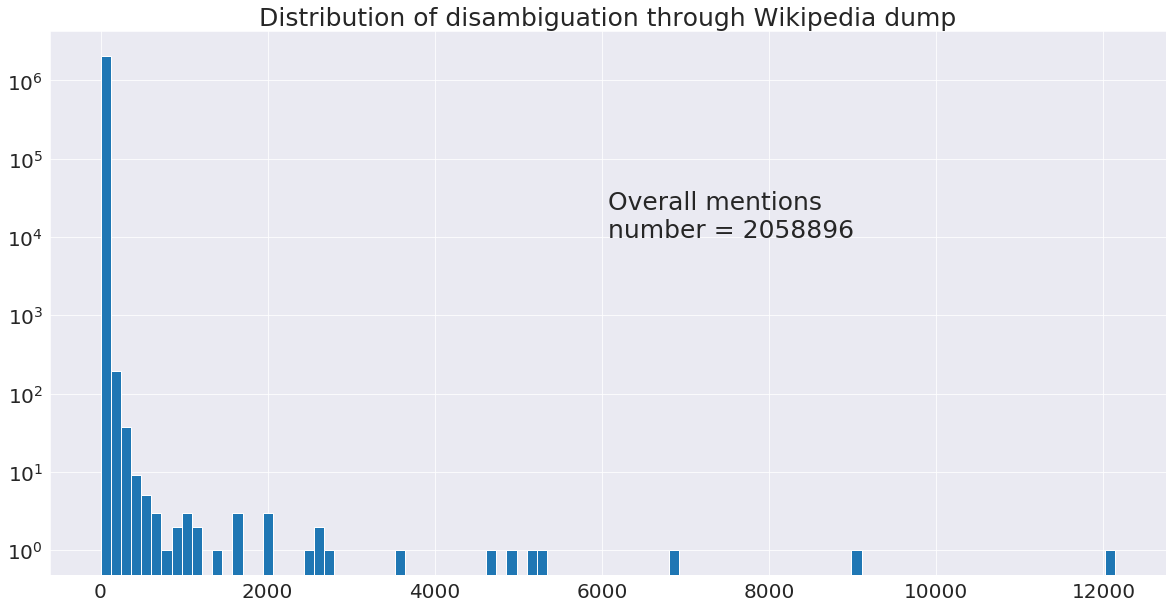 Distribution of disambiguation through Wikipedia dump
10^6
10^5
10^4
10^3
10^2
10^1
10^0
Overall mentions
number = 2058896
0 2000 4000 6000 8000 10000 12000